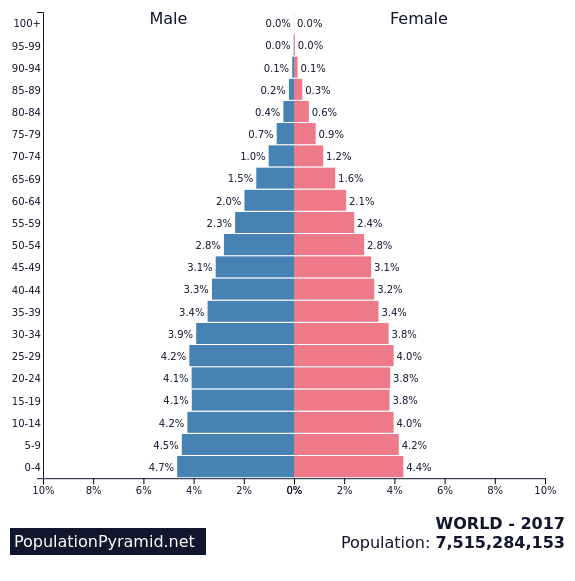 Male Female
100+ 0.0% 0.0%
95-99 0.0% 0.0%
90-94 0.1% 0.1%
85-89 0.2% 0.3%
80-84 0.4% 0.6%
75-79 0.7% 0.9%
70-74 1.0% 1.2%
65-69 1.5% 1.6%
60-64 2.0% 2.1%
55-59 2.3% 2.4%
50-54 2.8% 2.8%
45-49 3.1% 3.1%
40-44 3.3% 3.2%
35-39 3.4% 3.4%
30-34 3.9% 3.8%
25-29 4.2% 4.0%
20-24 4.1% 3.8%
15-19 4.1% 3.8%
10-14 4.2% 4.0%
5-9 4.5% 4.2%
0-4 4.7% 4.4%
10% 8% 6% 4% 2% 0% 2% 4% 6% 8% 10%
WORLD - 2017
PopulationPyramid.net Population: 7,515,284,153